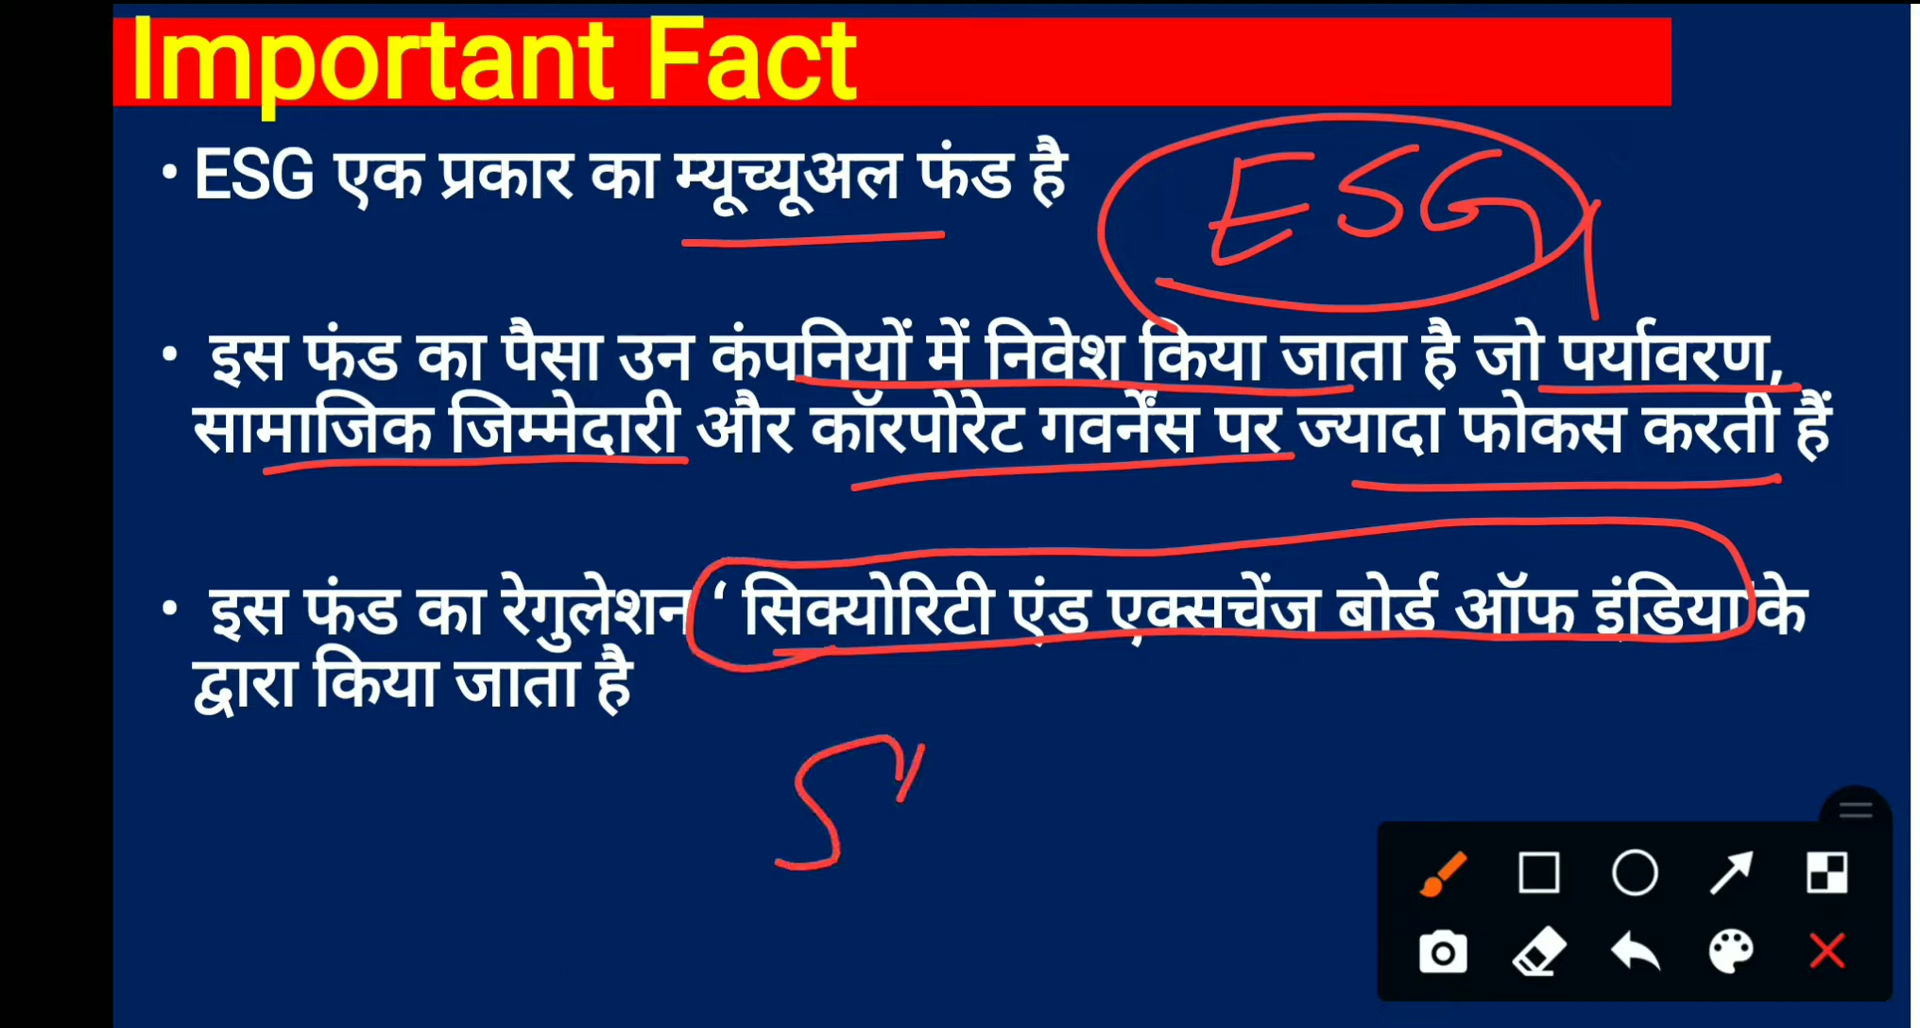 Important Fact
• ESG एक प्रकार का म्यूच्यूअल फंड है
ESG
• इस फंड का पैसा उन कंपनियों में निवेश किया जाता है जो पर्यावरण,
सामाजिक जिम्मेदारी और कॉरपोरेट गवर्नेंस पर ज्यादा फोकस करती हैं
• इस फंड का रेगुलेशन ‘ सिक्योरिटी एंड एक्सचेंज बोर्ड ऑफ इंडिया'के
द्वारा किया जाता है
S